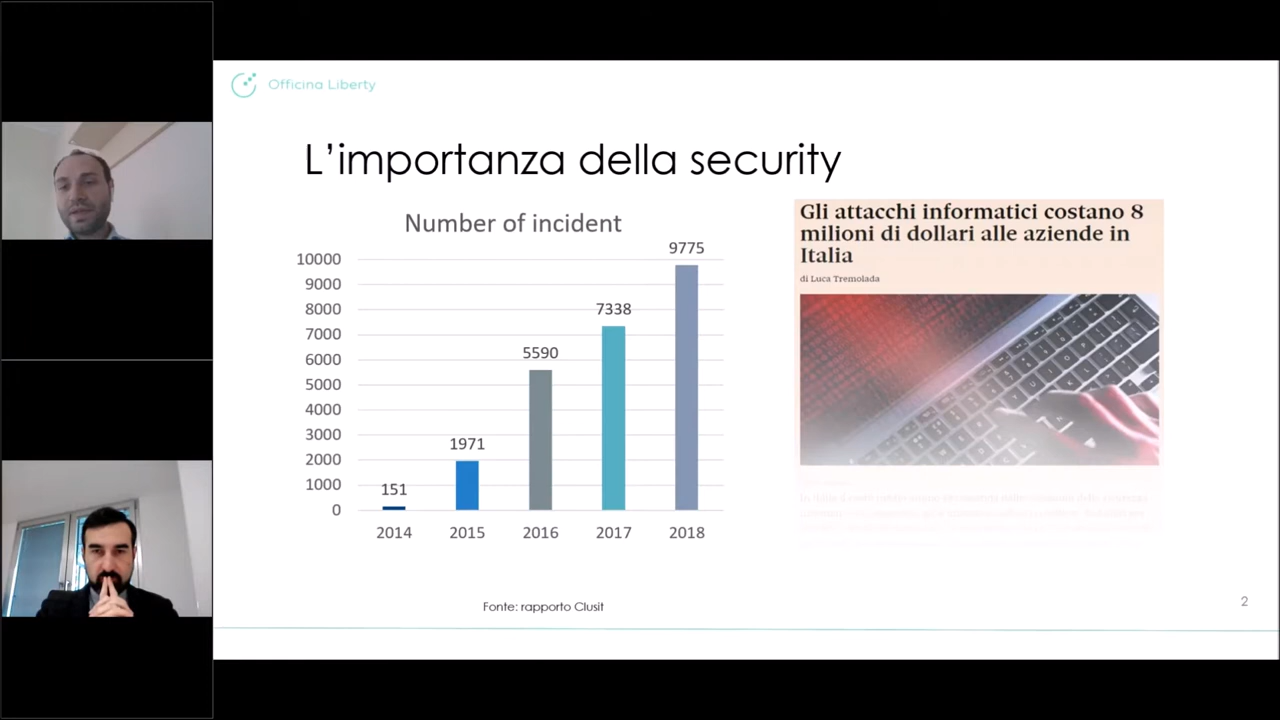 Officina Liberty
L'importanza della security
Number of incident
10000
9000
8000
7000
6000
5000
4000
3000
2000
1000
0
151
1971
5590
7338
9775
2014 2015 2016 2017 2018
Fonte: rapporto Clusit
Gli attacchi informatici costano 8
milioni di dollari alle aziende in
Italia
di Luca Tremolada
2